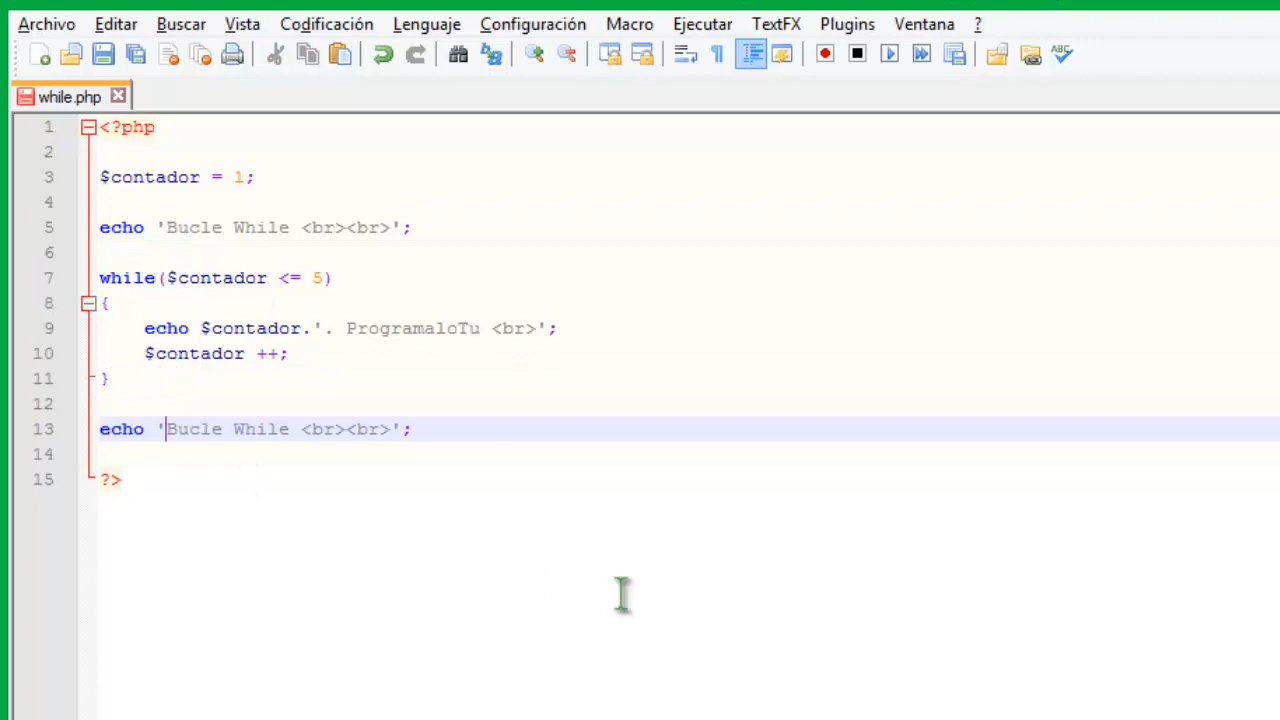 Archivo Editar Buscar Vista Codificación Lenguaje Configuración Macro Ejecutar TextFX Plugins Ventana ?
ABC
while.php
1 <?php
2
3 $contador = 1;
4
5 echo 'Bucle While <br><br>';
6
7 while($contador <= 5)
8 {
9 echo $contador.'. ProgramaloTu <br>';
10 $contador ++;
11 }
12
13 echo 'Bucle While <br><br>';
14
15 ?>